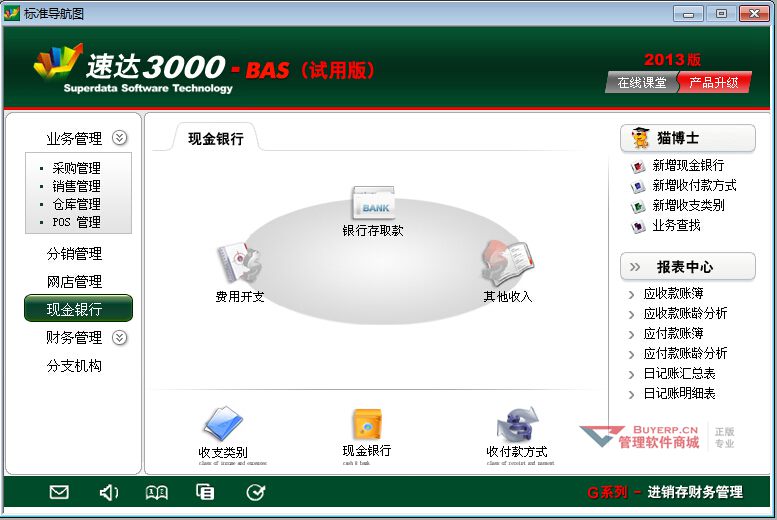 标准导航图
速达3000-BAS（试用版）
Superdata Software Technology
2013版
在线课堂
产品升级
业务管理
采购管理
销售管理
仓库管理
POS 管理
分销管理
网店管理
现金银行
财务管理
分支机构
现金银行
BANK
银行存取款
费用开支
其他收入
收支类别
class of income and expenses
现金银行
cash & bank
收付款方式
class of receipt and payment
猫博士
新增现金银行
新增收付款方式
新增收支类别
业务查找
报表中心
应收款账簿
应收款账龄分析
应付款账簿
应付款账龄分析
日记账汇总表
日记账明细表
BUYERP.CN
管理软件商城
正版
专业
G系列 - 进销存财务管理